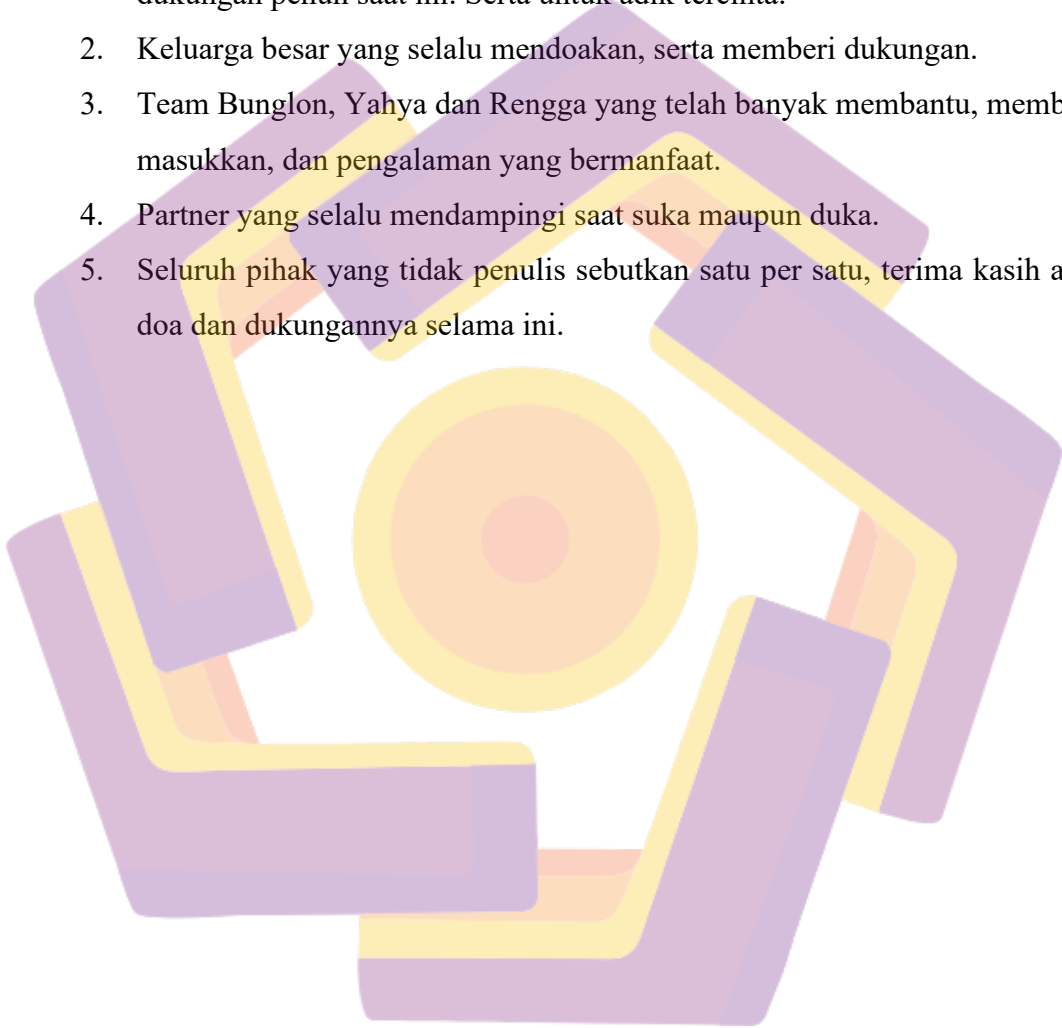 dukungan penuh saat ini. Serta untuk adik tercinta.
2. Keluarga besar yang selalu mendoakan, serta memberi dukungan.
3. Team Bunglon, Yahya dan Rengga yang telah banyak membantu,
masukkan, dan pengalaman yang bermanfaat.
4. Partner yang selalu mendampingi saat suka maupun duka.
5. Seluruh pihak yang tidak penulis sebutkan satu per satu, terima kasih
doa dan dukungannya selama ini.